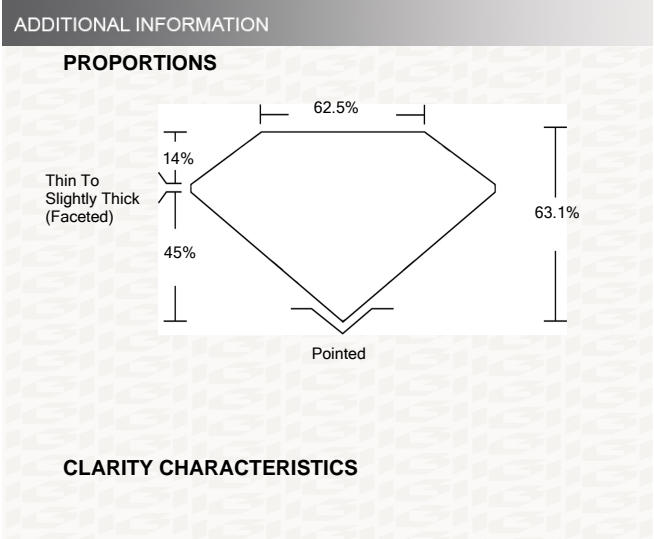 ADDITIONAL INFORMATION
PROPORTIONS
62.5%
14%
Thin To
Slightly Thick
(Faceted)
63.1%
45%
Pointed
CLARITY CHARACTERISTICS